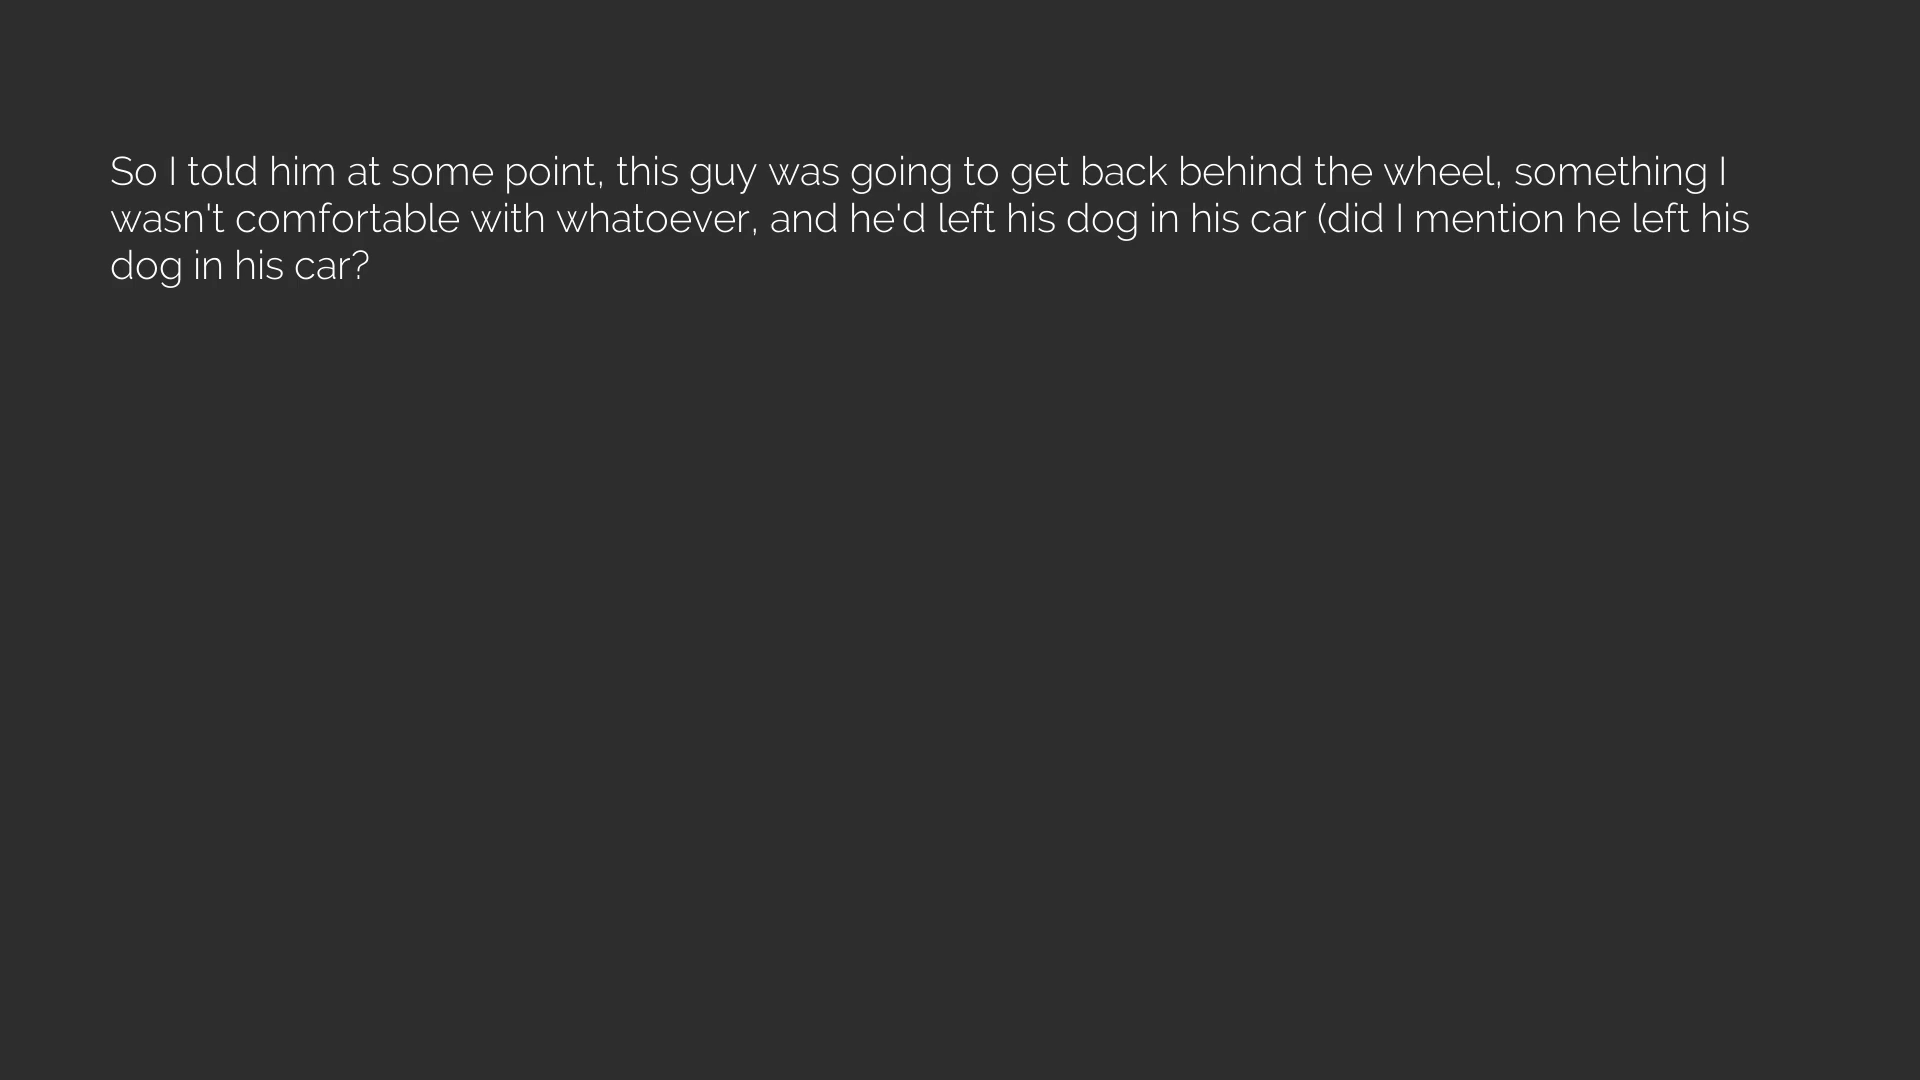 So I told him at some point, this guy was going to get back behind the wheel, something I
wasn't comfortable with whatoever, and he'd left his dog in his car (did I mention he left his
dog in his car?